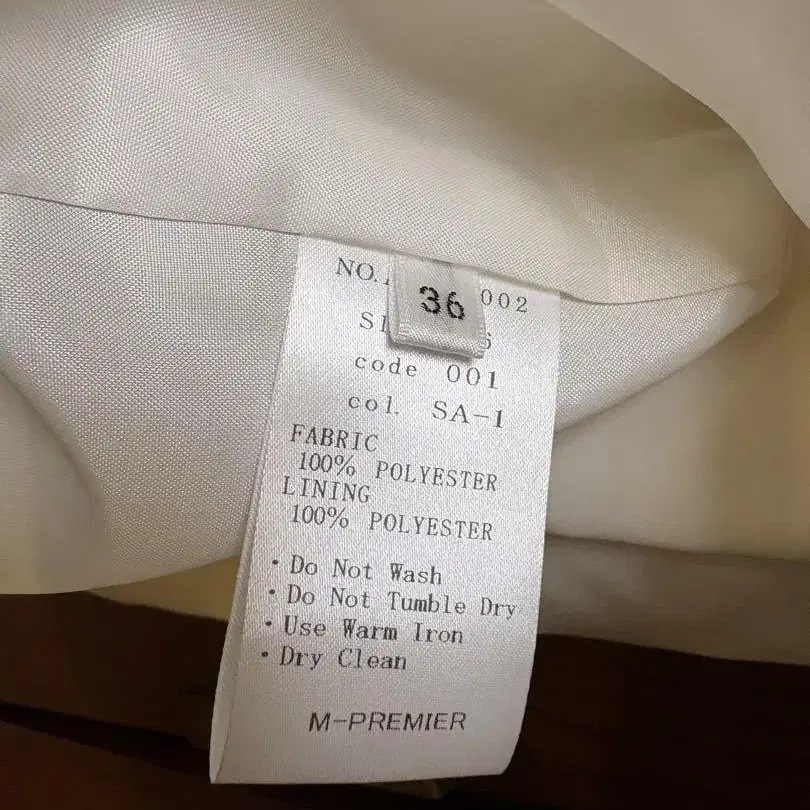 NO. 002
36
code 001
col. SA-1
FABRIC
100% POLYESTER
LINING
100% POLYESTER
・Do Not Wash
・Do Not Tumble Dry
・Use Warm Iron
・Dry Clean
M-PREMIER